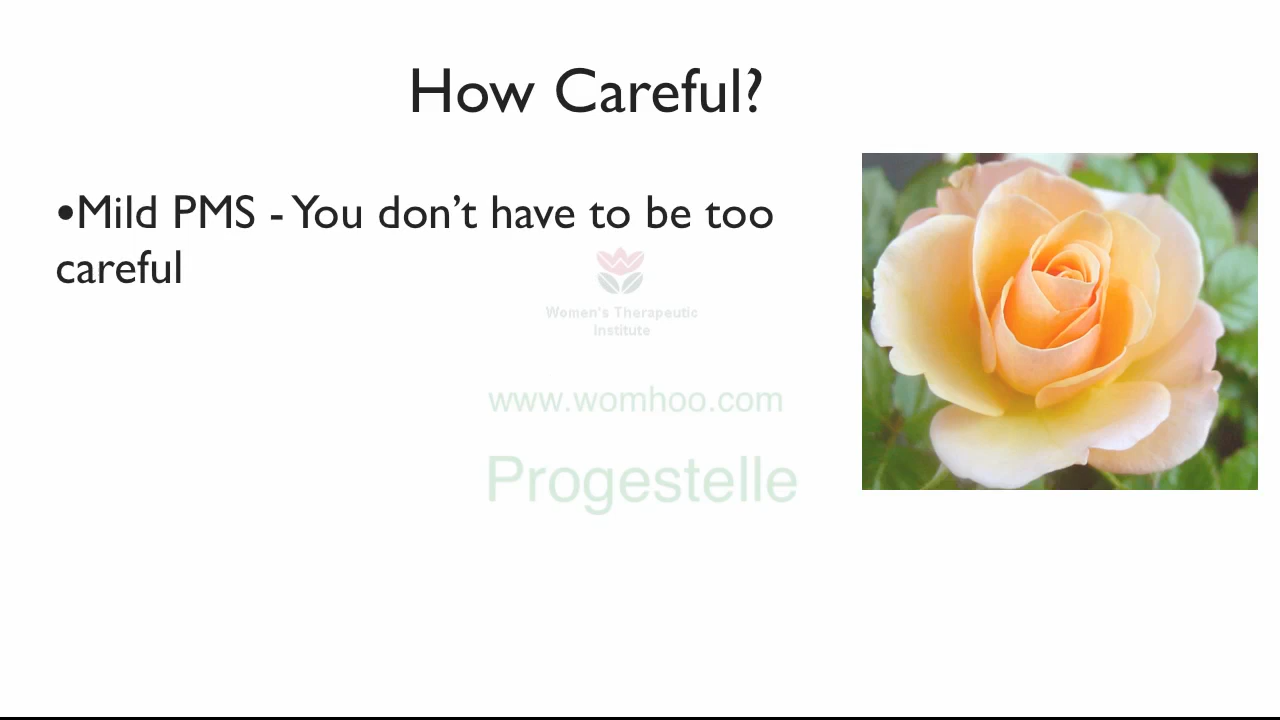 How Careful?
•Mild PMS - You don’t have to be too
careful
Women's Therapeutic
Institute
www.womhoo.com
Progestelle